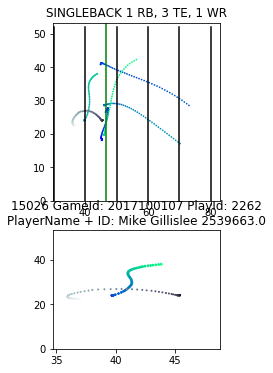 SINGLEBACK 1 RB, 3 TE, 1 WR
50
40
30
20
10
0
40 60 80
15026 GameId: 2017100107 PlayId: 2262
PlayerName + ID: Mike Gillislee 2539663.0
40
20
0
35 40 45